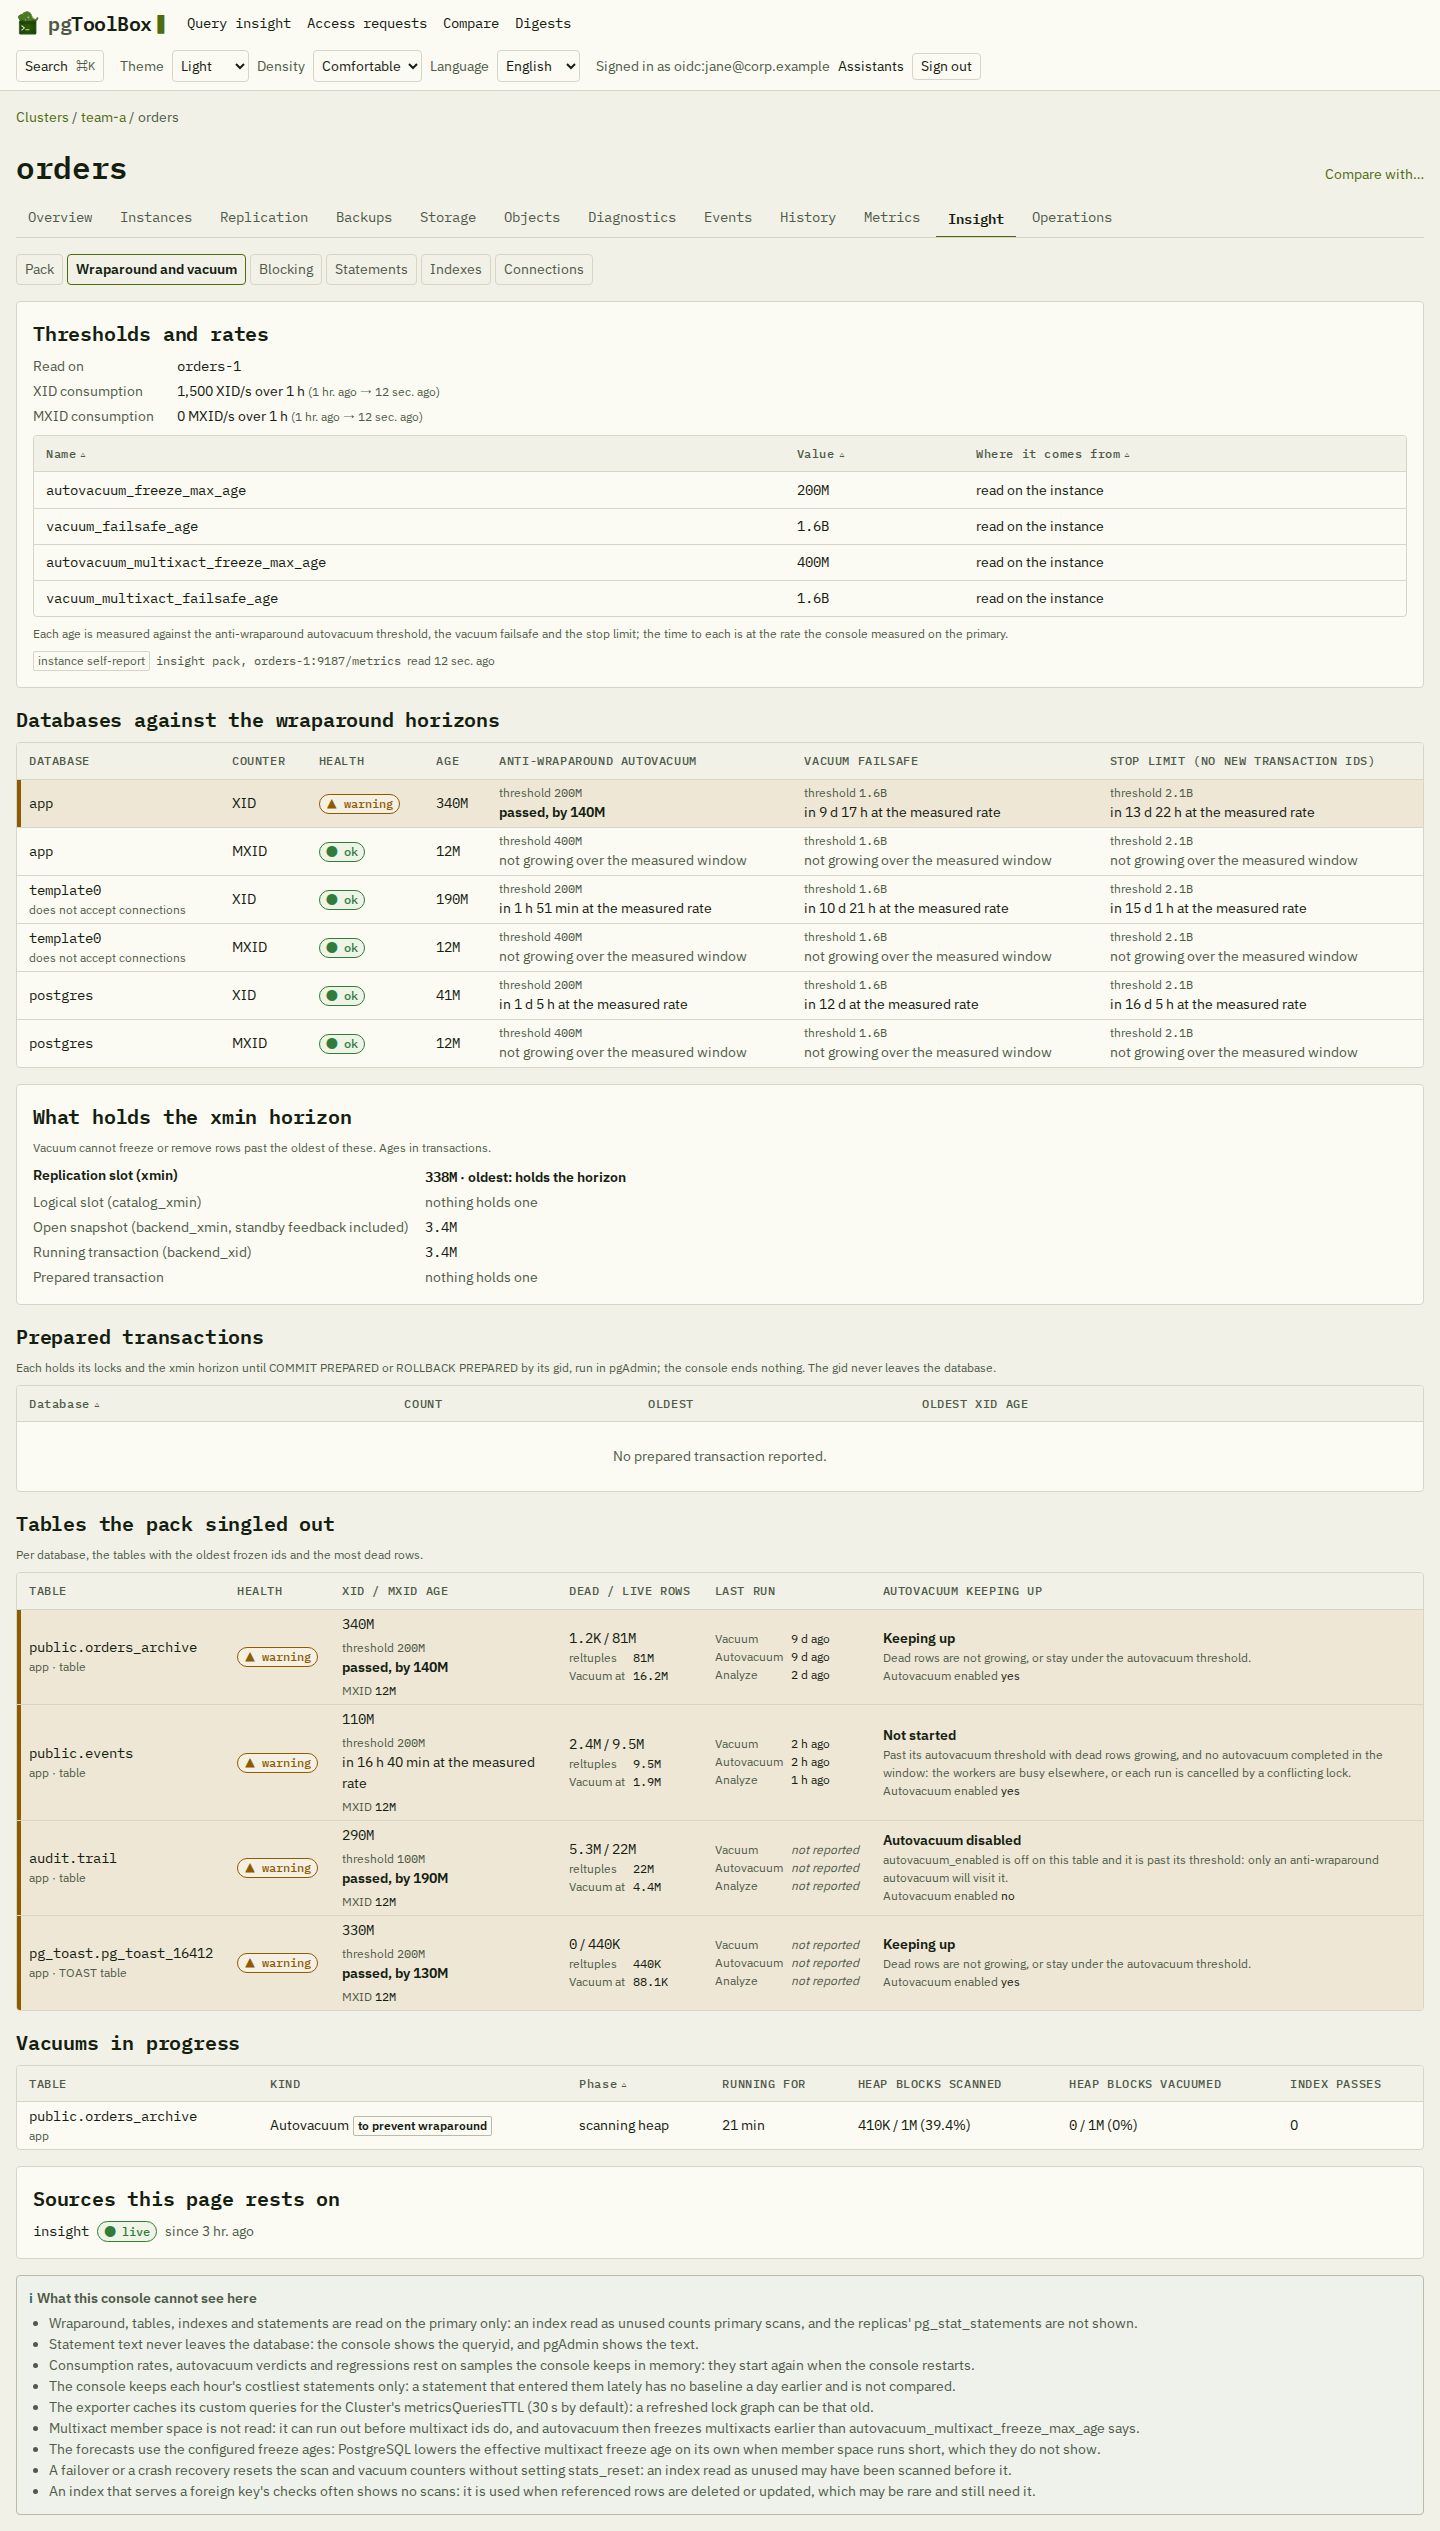 pgToolBox
Query insight Access requests Compare Digests
Search ⌘K Theme Light Density Comfortable Language English Signed in as oidc:jane@corp.example Assistants Sign out
Clusters / team-a / orders
orders
Compare with…
Overview Instances Replication Backups Storage Objects Diagnostics Events History Metrics Insight Operations
Pack Wraparound and vacuum Blocking Statements Indexes Connections
Thresholds and rates
Read on orders-1
XID consumption 1,500 XID/s over 1 h (1 hr. ago → 12 sec. ago)
MXID consumption 0 MXID/s over 1 h (1 hr. ago → 12 sec. ago)
Name Value Where it comes from
autovacuum_freeze_max_age 200M read on the instance
vacuum_failsafe_age 1.6B read on the instance
autovacuum_multixact_freeze_max_age 400M read on the instance
vacuum_multixact_failsafe_age 1.6B read on the instance
Each age is measured against the anti-wraparound autovacuum threshold, the vacuum failsafe and the stop limit; the time to each is at the rate the console measured on the primary.
instance self-report insight pack, orders-1:9187/metrics read 12 sec. ago
Databases against the wraparound horizons
DATABASE COUNTER HEALTH AGE ANTI-WRAPAROUND AUTOVACUUM VACUUM FAILSAFE STOP LIMIT (NO NEW TRANSACTION IDS)
threshold 200M threshold 1.6B threshold 2.1B
app XID warning 340M passed, by 140M in 9 d 17 h at the measured rate in 13 d 22 h at the measured rate
threshold 400M threshold 1.6B threshold 2.1B
app MXID ok 12M not growing over the measured window not growing over the measured window not growing over the measured window
template0 threshold 200M threshold 1.6B threshold 2.1B
does not accept connections XID ok 190M in 1 h 51 min at the measured rate in 10 d 21 h at the measured rate in 15 d 1 h at the measured rate
template0 threshold 400M threshold 1.6B threshold 2.1B
does not accept connections MXID ok 12M not growing over the measured window not growing over the measured window not growing over the measured window
threshold 200M threshold 1.6B threshold 2.1B
postgres XID ok 41M in 1 d 5 h at the measured rate in 12 d at the measured rate in 16 d 5 h at the measured rate
threshold 400M threshold 1.6B threshold 2.1B
postgres MXID ok 12M not growing over the measured window not growing over the measured window not growing over the measured window
What holds the xmin horizon
Vacuum cannot freeze or remove rows past the oldest of these. Ages in transactions.
Replication slot (xmin) 338M · oldest: holds the horizon
Logical slot (catalog_xmin) nothing holds one
Open snapshot (backend_xmin, standby feedback included) 3.4M
Running transaction (backend_xid) 3.4M
Prepared transaction nothing holds one
Prepared transactions
Each holds its locks and the xmin horizon until COMMIT PREPARED or ROLLBACK PREPARED by its gid, run in pgAdmin; the console ends nothing. The gid never leaves the database.
Database COUNT OLDEST OLDEST XID AGE
No prepared transaction reported.
Tables the pack singled out
Per database, the tables with the oldest frozen ids and the most dead rows.
TABLE HEALTH XID / MXID AGE DEAD / LIVE ROWS LAST RUN AUTOVACUUM KEEPING UP
public.orders_archive
app · table
warning
340M
threshold 200M
passed, by 140M
MXID 12M
1.2K / 81M
reltuples 81M
Vacuum at 16.2M
Vacuum 9 d ago
Autovacuum 9 d ago
Analyze 2 d ago
Keeping up
Dead rows are not growing, or stay under the autovacuum threshold.
Autovacuum enabled yes
public.events
app · table
warning
110M
threshold 200M
in 16 h 40 min at the measured
rate
MXID 12M
2.4M / 9.5M
reltuples 9.5M
Vacuum at 1.9M
Vacuum 2 h ago
Autovacuum 2 h ago
Analyze 1 h ago
Not started
Past its autovacuum threshold with dead rows growing, and no autovacuum completed in the
window: the workers are busy elsewhere, or each run is cancelled by a conflicting lock.
Autovacuum enabled yes
audit.trail
app · table
warning
290M
threshold 100M
passed, by 190M
MXID 12M
5.3M / 22M
reltuples 22M
Vacuum at 4.4M
Vacuum not reported
Autovacuum not reported
Analyze not reported
Autovacuum disabled
autovacuum_enabled is off on this table and it is past its threshold: only an anti-wraparound
autovacuum will visit it.
Autovacuum enabled no
pg_toast.pg_toast_16412
app · TOAST table
warning
330M
threshold 200M
passed, by 130M
MXID 12M
0 / 440K
reltuples 440K
Vacuum at 88.1K
Vacuum not reported
Autovacuum not reported
Analyze not reported
Keeping up
Dead rows are not growing, or stay under the autovacuum threshold.
Autovacuum enabled yes
Vacuums in progress
TABLE KIND Phase RUNNING FOR HEAP BLOCKS SCANNED HEAP BLOCKS VACUUMED INDEX PASSES
public.orders_archive
app
Autovacuum to prevent wraparound scanning heap 21 min 410K / 1M (39.4%) 0 / 1M (0%) 0
Sources this page rests on
insight live since 3 hr. ago
i What this console cannot see here
• Wraparound, tables, indexes and statements are read on the primary only: an index read as unused counts primary scans, and the replicas' pg_stat_statements are not shown.
• Statement text never leaves the database: the console shows the queryid, and pgAdmin shows the text.
• Consumption rates, autovacuum verdicts and regressions rest on samples the console keeps in memory: they start again when the console restarts.
• The console keeps each hour's costliest statements only: a statement that entered them lately has no baseline a day earlier and is not compared.
• The exporter caches its custom queries for the Cluster's metricsQueriesTTL (30 s by default): a refreshed lock graph can be that old.
• Multixact member space is not read: it can run out before multixact ids do, and autovacuum then freezes multixacts earlier than autovacuum_multixact_freeze_max_age says.
• The forecasts use the configured freeze ages: PostgreSQL lowers the effective multixact freeze age on its own when member space runs short, which they do not show.
• A failover or a crash recovery resets the scan and vacuum counters without setting stats_reset: an index read as unused may have been scanned before it.
• An index that serves a foreign key's checks often shows no scans: it is used when referenced rows are deleted or updated, which may be rare and still need it.